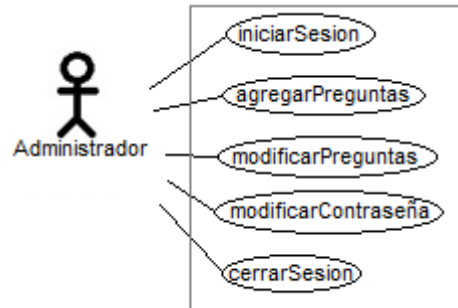 iniciarSesion
agregarPreguntas
Administrador
modificarPreguntas
modificarContraseña
cerrarSesion